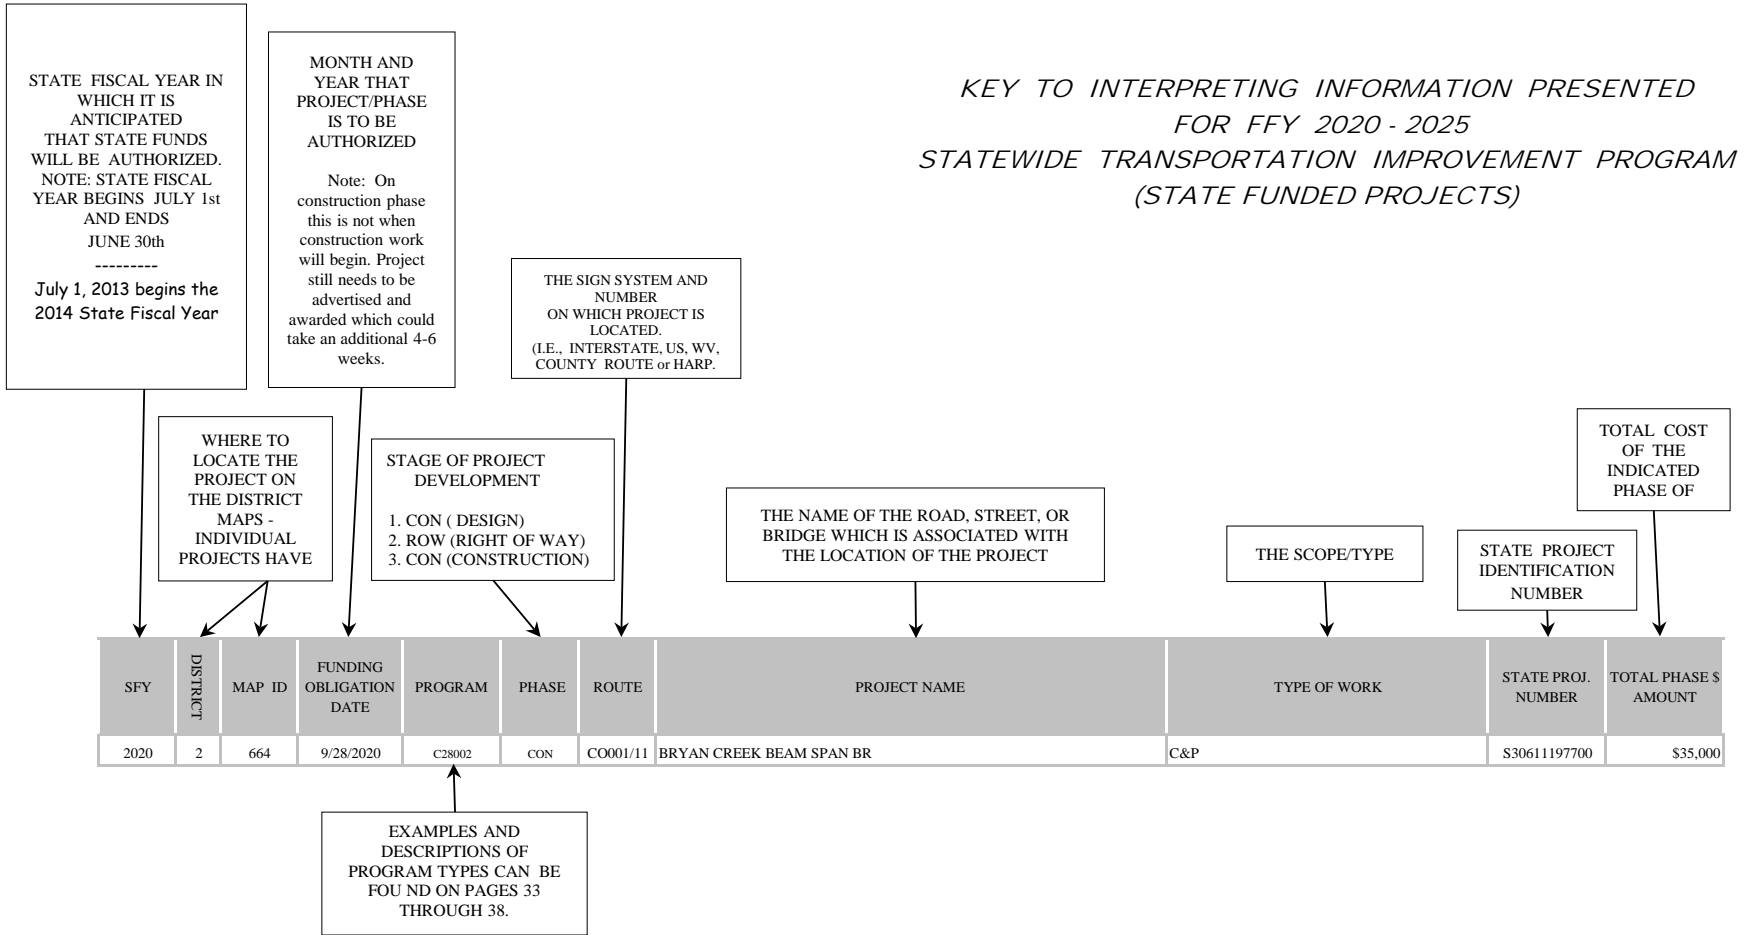 KEY TO INTERPRETING INFORMATION PRESENTED
FOR FFY 2020 - 2025
STATEWIDE TRANSPORTATION IMPROVEMENT PROGRAM
(STATE FUNDED PROJECTS)
STATE FISCAL YEAR IN
WHICH IT IS
ANTICIPATED
THAT STATE FUNDS
WILL BE AUTHORIZED.
NOTE: STATE FISCAL
YEAR BEGINS JULY 1st
AND ENDS
JUNE 30th
---------
July 1, 2013 begins the
2014 State Fiscal Year
MONTH AND
YEAR THAT
PROJECT/PHASE
IS TO BE
AUTHORIZED
Note: On
construction phase
this is not when
construction work
will begin. Project
still needs to be
advertised and
awarded which could
take an additional 4-6
weeks.
THE SIGN SYSTEM AND
NUMBER
ON WHICH PROJECT IS
LOCATED.
(I.E., INTERSTATE, US, WV,
COUNTY ROUTE or HARP.
WHERE TO
LOCATE THE
PROJECT ON
THE DISTRICT
MAPS -
INDIVIDUAL
PROJECTS HAVE
STAGE OF PROJECT
DEVELOPMENT
1. CON ( DESIGN)
2. ROW (RIGHT OF WAY)
3. CON (CONSTRUCTION)
THE NAME OF THE ROAD, STREET, OR
BRIDGE WHICH IS ASSOCIATED WITH
THE LOCATION OF THE PROJECT
THE SCOPE/TYPE
STATE PROJECT
IDENTIFICATION
NUMBER
TOTAL COST
OF THE
INDICATED
PHASE OF
SFY
DISTRICT
MAP ID
FUNDING
OBLIGATION
DATE
PROGRAM
PHASE
ROUTE
PROJECT NAME
TYPE OF WORK
STATE PROJ.
NUMBER
TOTAL PHASE $
AMOUNT
2020 2 664 9/28/2020 C28002 CON CO001/11 BRYAN CREEK BEAM SPAN BR C&P S30611197700 $35,000
EXAMPLES AND
DESCRIPTIONS OF
PROGRAM TYPES CAN BE
FOU ND ON PAGES 33
THROUGH 38.